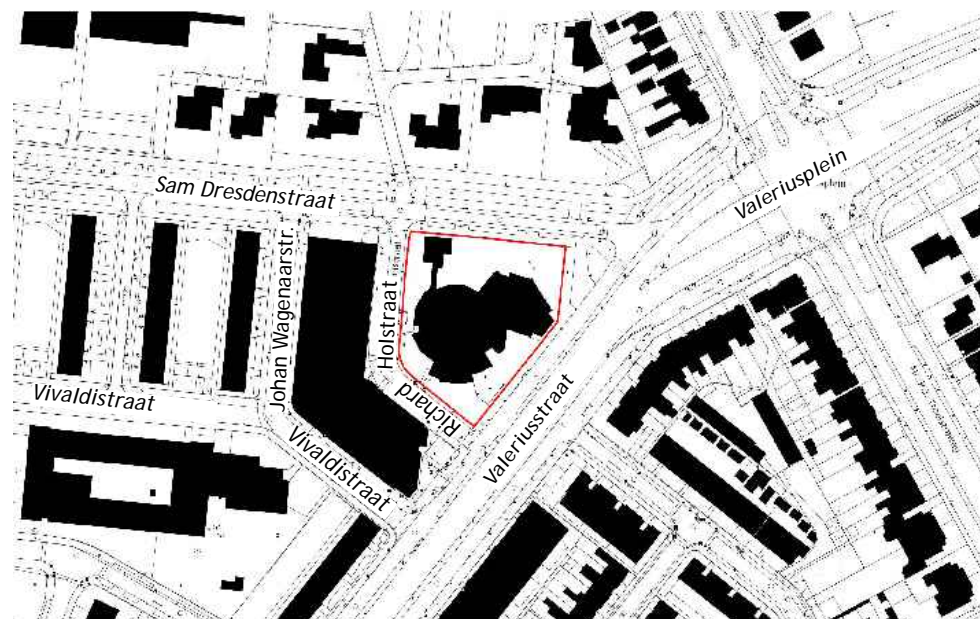 Valeriusplein
Sam Dresdenstraat
Johan Wagenaarstr.
Holstraat
Richard
Vivaldistraat
Vivaldistraat
Valeriusstraat